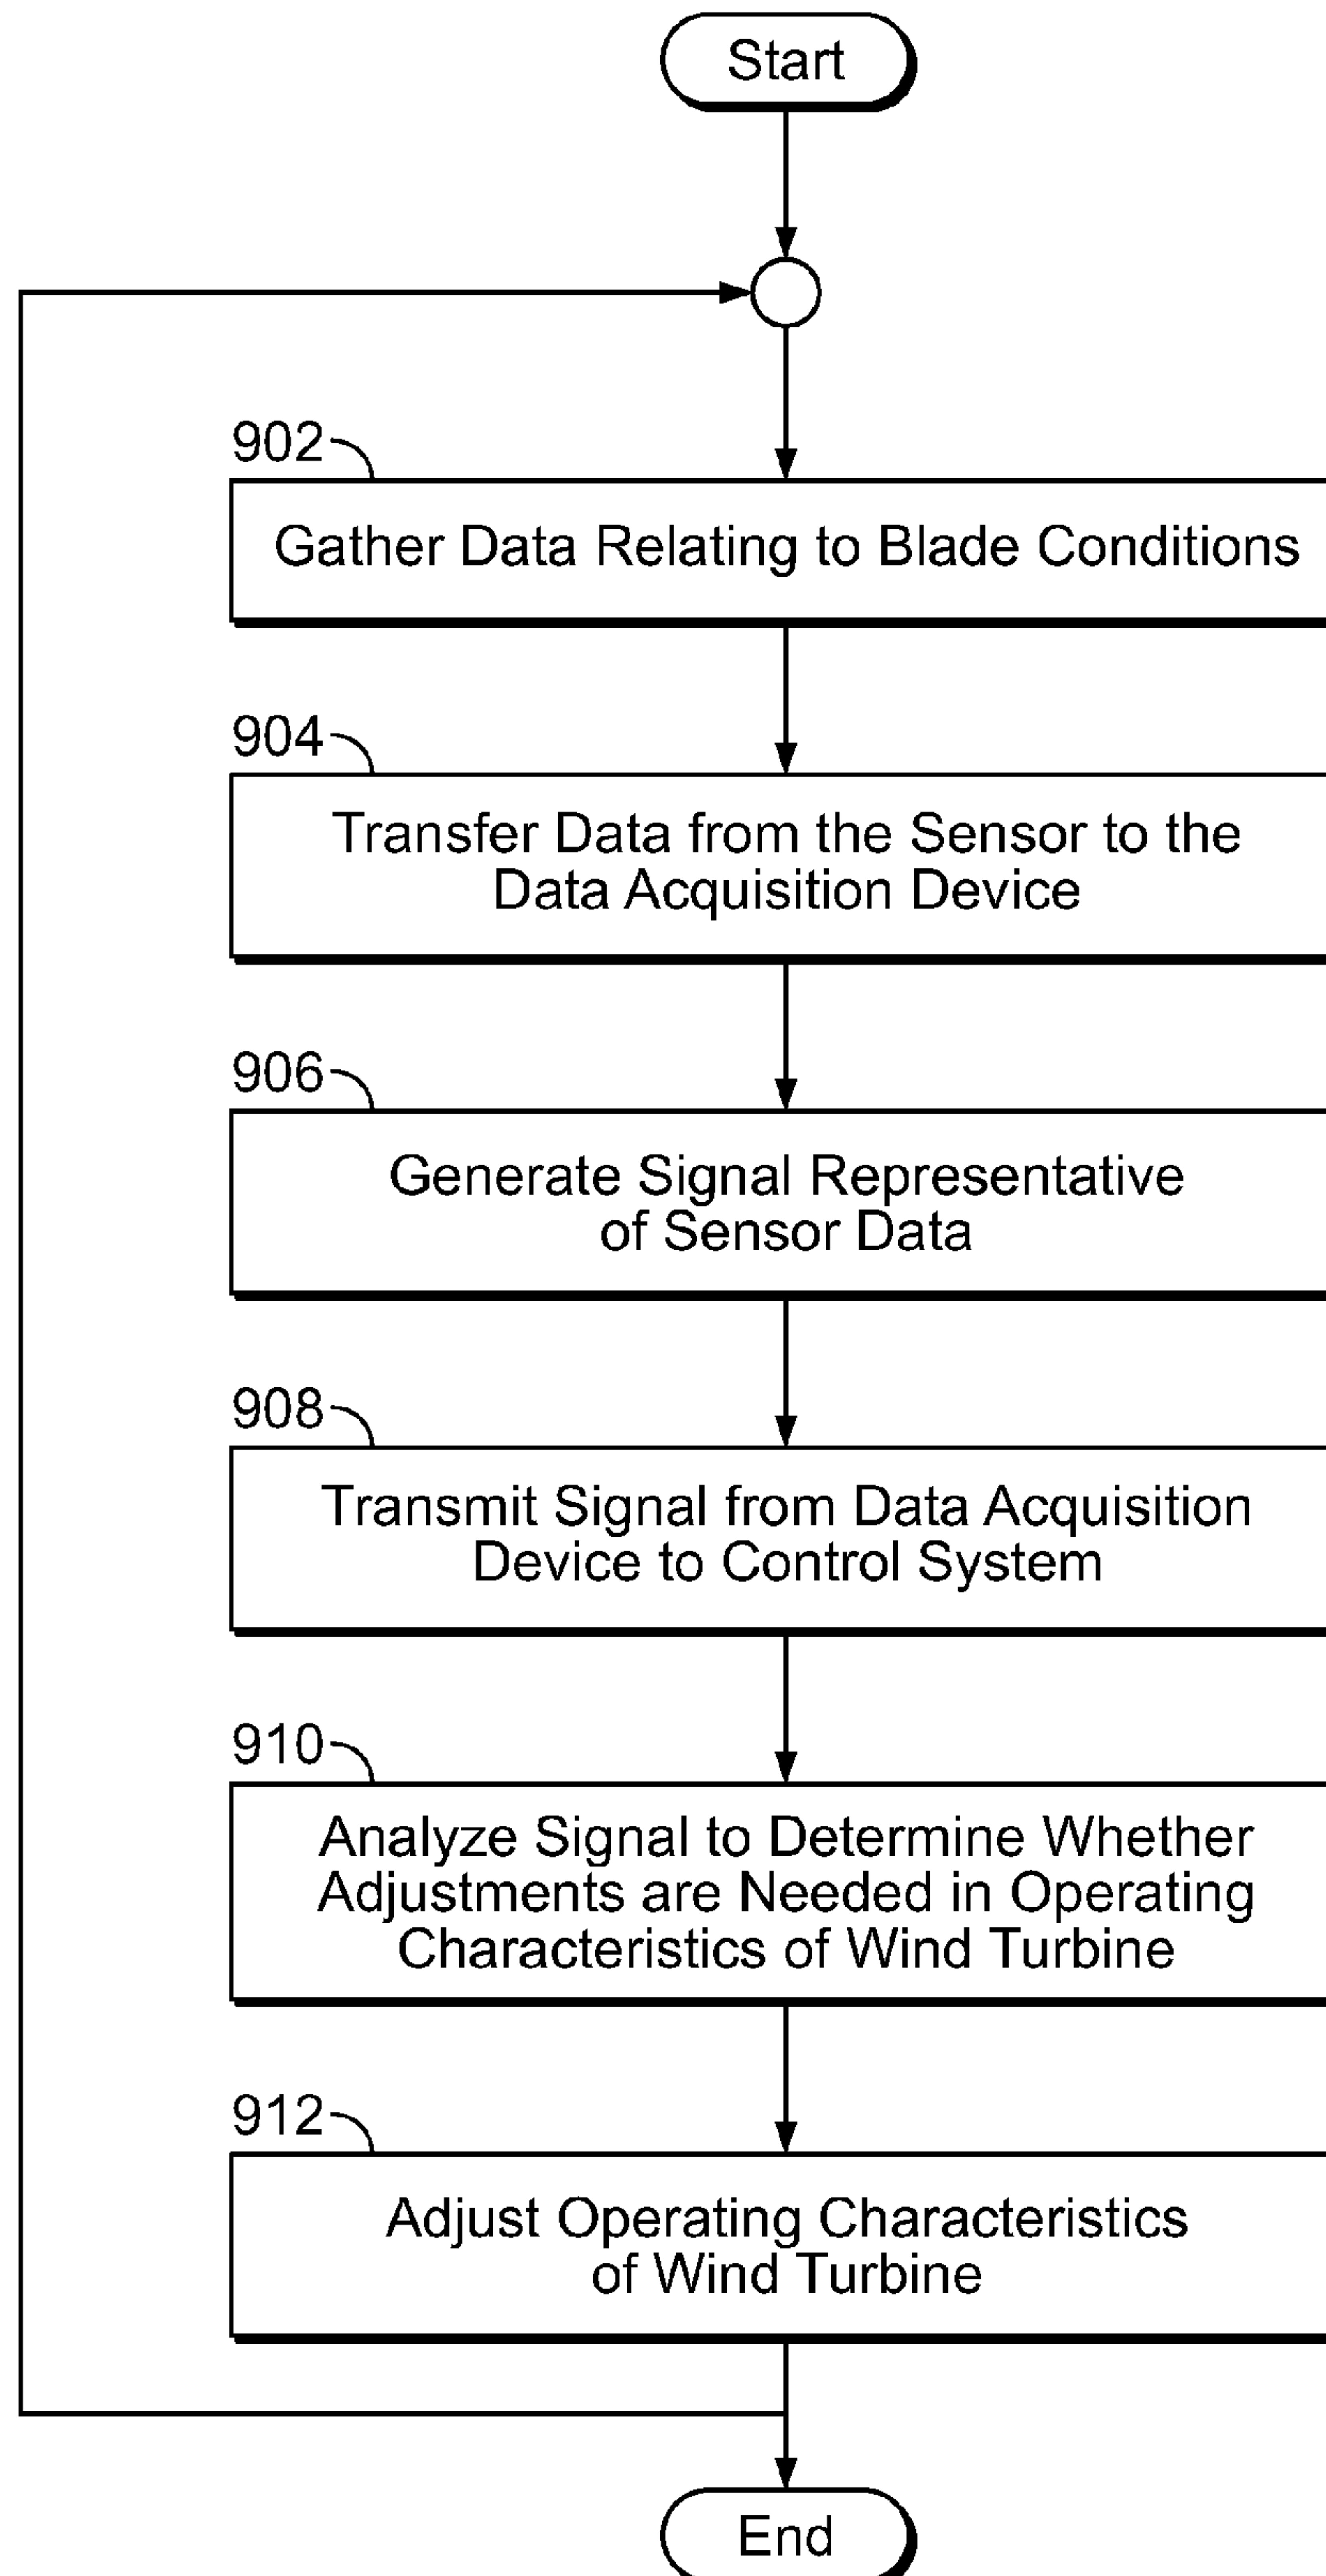 Start
902
Gather Data Relating to Blade Conditions
904
Transfer Data from the Sensor to the
Data Acquisition Device
906
Generate Signal Representative
of Sensor Data
908
Transmit Signal from Data Acquisition
Device to Control System
910
Analyze Signal to Determine Whether
Adjustments are Needed in Operating
Characteristics of Wind Turbine
912
Adjust Operating Characteristics
of Wind Turbine
End